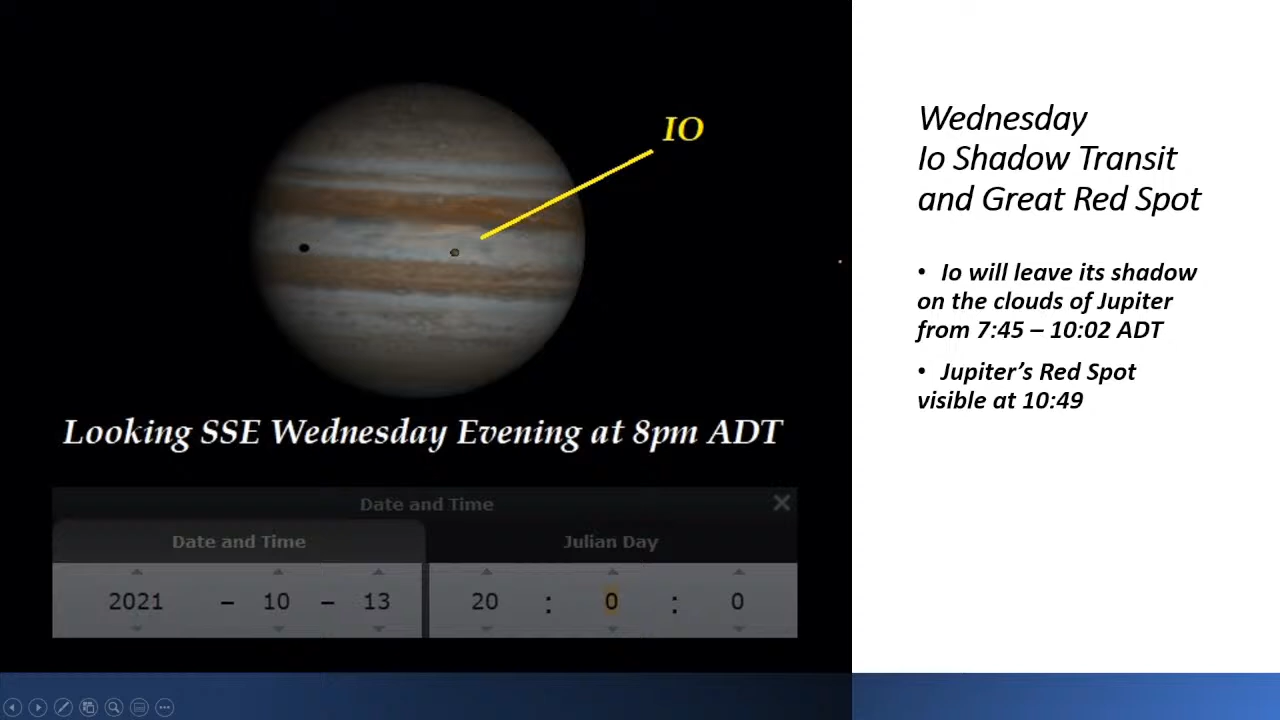 IO
Looking SSE Wednesday Evening at 8pm ADT
Date and Time
Date and Time
Julian Day
2021 – 10 – 13 20 : 0 : 0
Wednesday
Io Shadow Transit
and Great Red Spot
• Io will leave its shadow
on the clouds of Jupiter
from 7:45 – 10:02 ADT
• Jupiter’s Red Spot
visible at 10:49